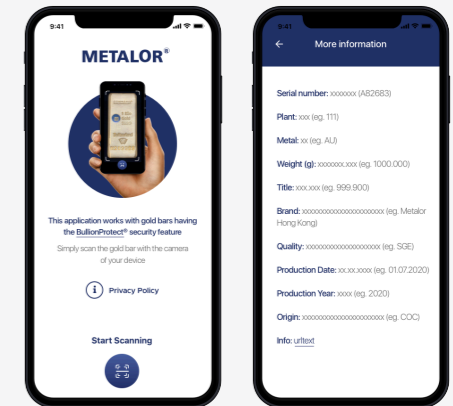 9:41
METALOR®
This application works with gold bars having
the BullionProtect® security feature
Simply scan the gold bar with the camera
of your device
i Privacy Policy
Start Scanning
9:41
← More information
Serial number: xxxxxxx (A82683)
Plant: xxx (eg. 111)
Metal: xx (eg. AU)
Weight (g): xxxxxxx.xxx (eg. 1000.000)
Title: xxx.xxx (eg. 999.900)
Brand: xxxxxxxxxxxxxxxxxxxxxx (eg. Metalor
Hong Kong)
Quality: xxxxxxxxxxxxxxxxxxxx (eg. SGE)
Production Date: xx.xx.xxxx (eg. 01.07.2020)
Production Year: xxxx (eg. 2020)
Origin: xxxxxxxxxxxxxxxxxxxxxx (eg. COC)
Info: urltext